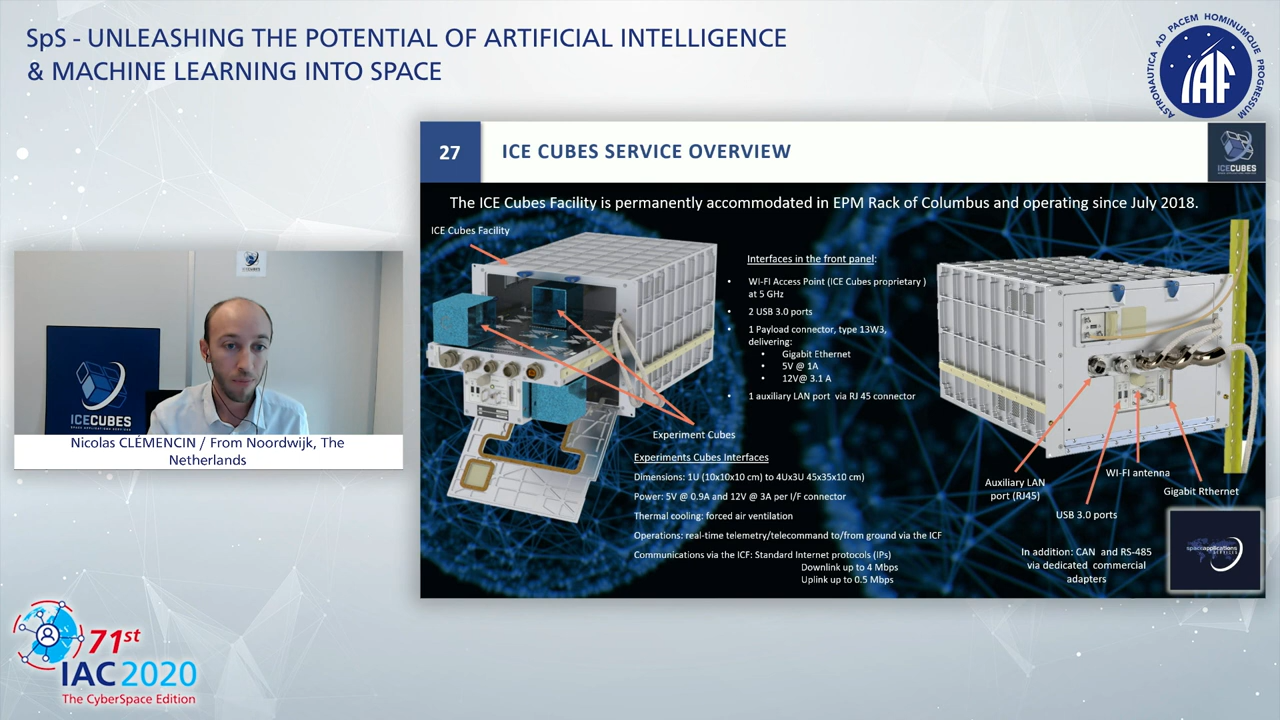 SpS - UNLEASHING THE POTENTIAL OF ARTIFICIAL INTELLIGENCE
& MACHINE LEARNING INTO SPACE
ASTRONAUTICA AD PACEM HOMINUMQUE PROGRESSUM
IAF
27
ICE CUBES SERVICE OVERVIEW
ICECUBES
The ICE Cubes Facility is permanently accommodated in EPM Rack of Columbus and operating since July 2018.
ICE Cubes Facility
Interfaces in the front panel:
• WI-FI Access Point (ICE Cubes proprietary )
at 5 GHz
• 2 USB 3.0 ports
• 1 Payload connector, type 13W3,
delivering:
• Gigabit Ethernet
• 5V @ 1A
• 12V@ 3.1 A
• 1 auxiliary LAN port via RJ 45 connector
Experiment Cubes
Experiments Cubes Interfaces
Dimensions: 1U (10x10x10 cm) to 4Ux3U 45x35x10 cm)
Power: 5V @ 0.9A and 12V @ 3A per I/F connector
Thermal cooling: forced air ventilation
Operations: real-time telemetry/telecommand to/from ground via the ICF
Communications via the ICF: Standard Internet protocols (IPs)
Downlink up to 4 Mbps
Uplink up to 0.5 Mbps
Auxiliary LAN
port (RJ45)
WI-FI antenna
Gigabit Rthernet
USB 3.0 ports
In addition: CAN and RS-485
via dedicated commercial
adapters
spaceapplications
SERVICES
ICECUBES
SPACE APPLICATIONS SERVICES
Nicolas CLÉMENCIN / From Noordwijk, The
Netherlands
71st
IAC 2020
The CyberSpace Edition